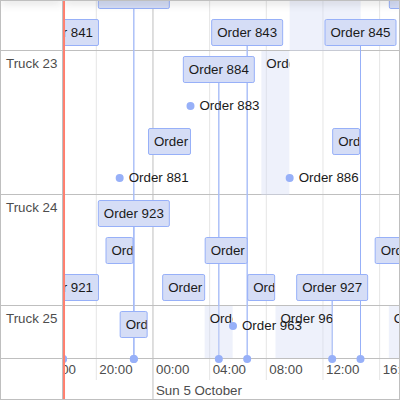 r 841
Order 843
Order 845
Truck 23
Order 884
Ord
Order 883
Order
Ord
Order 881
Order 886
Truck 24
Order 923
Ord
Order
Ord
r 921
Order
Ord
Order 927
Truck 25
Ord
Ord
Order 963
Order 96
00
20:00
00:00
04:00
08:00
12:00
16:
Sun 5 October